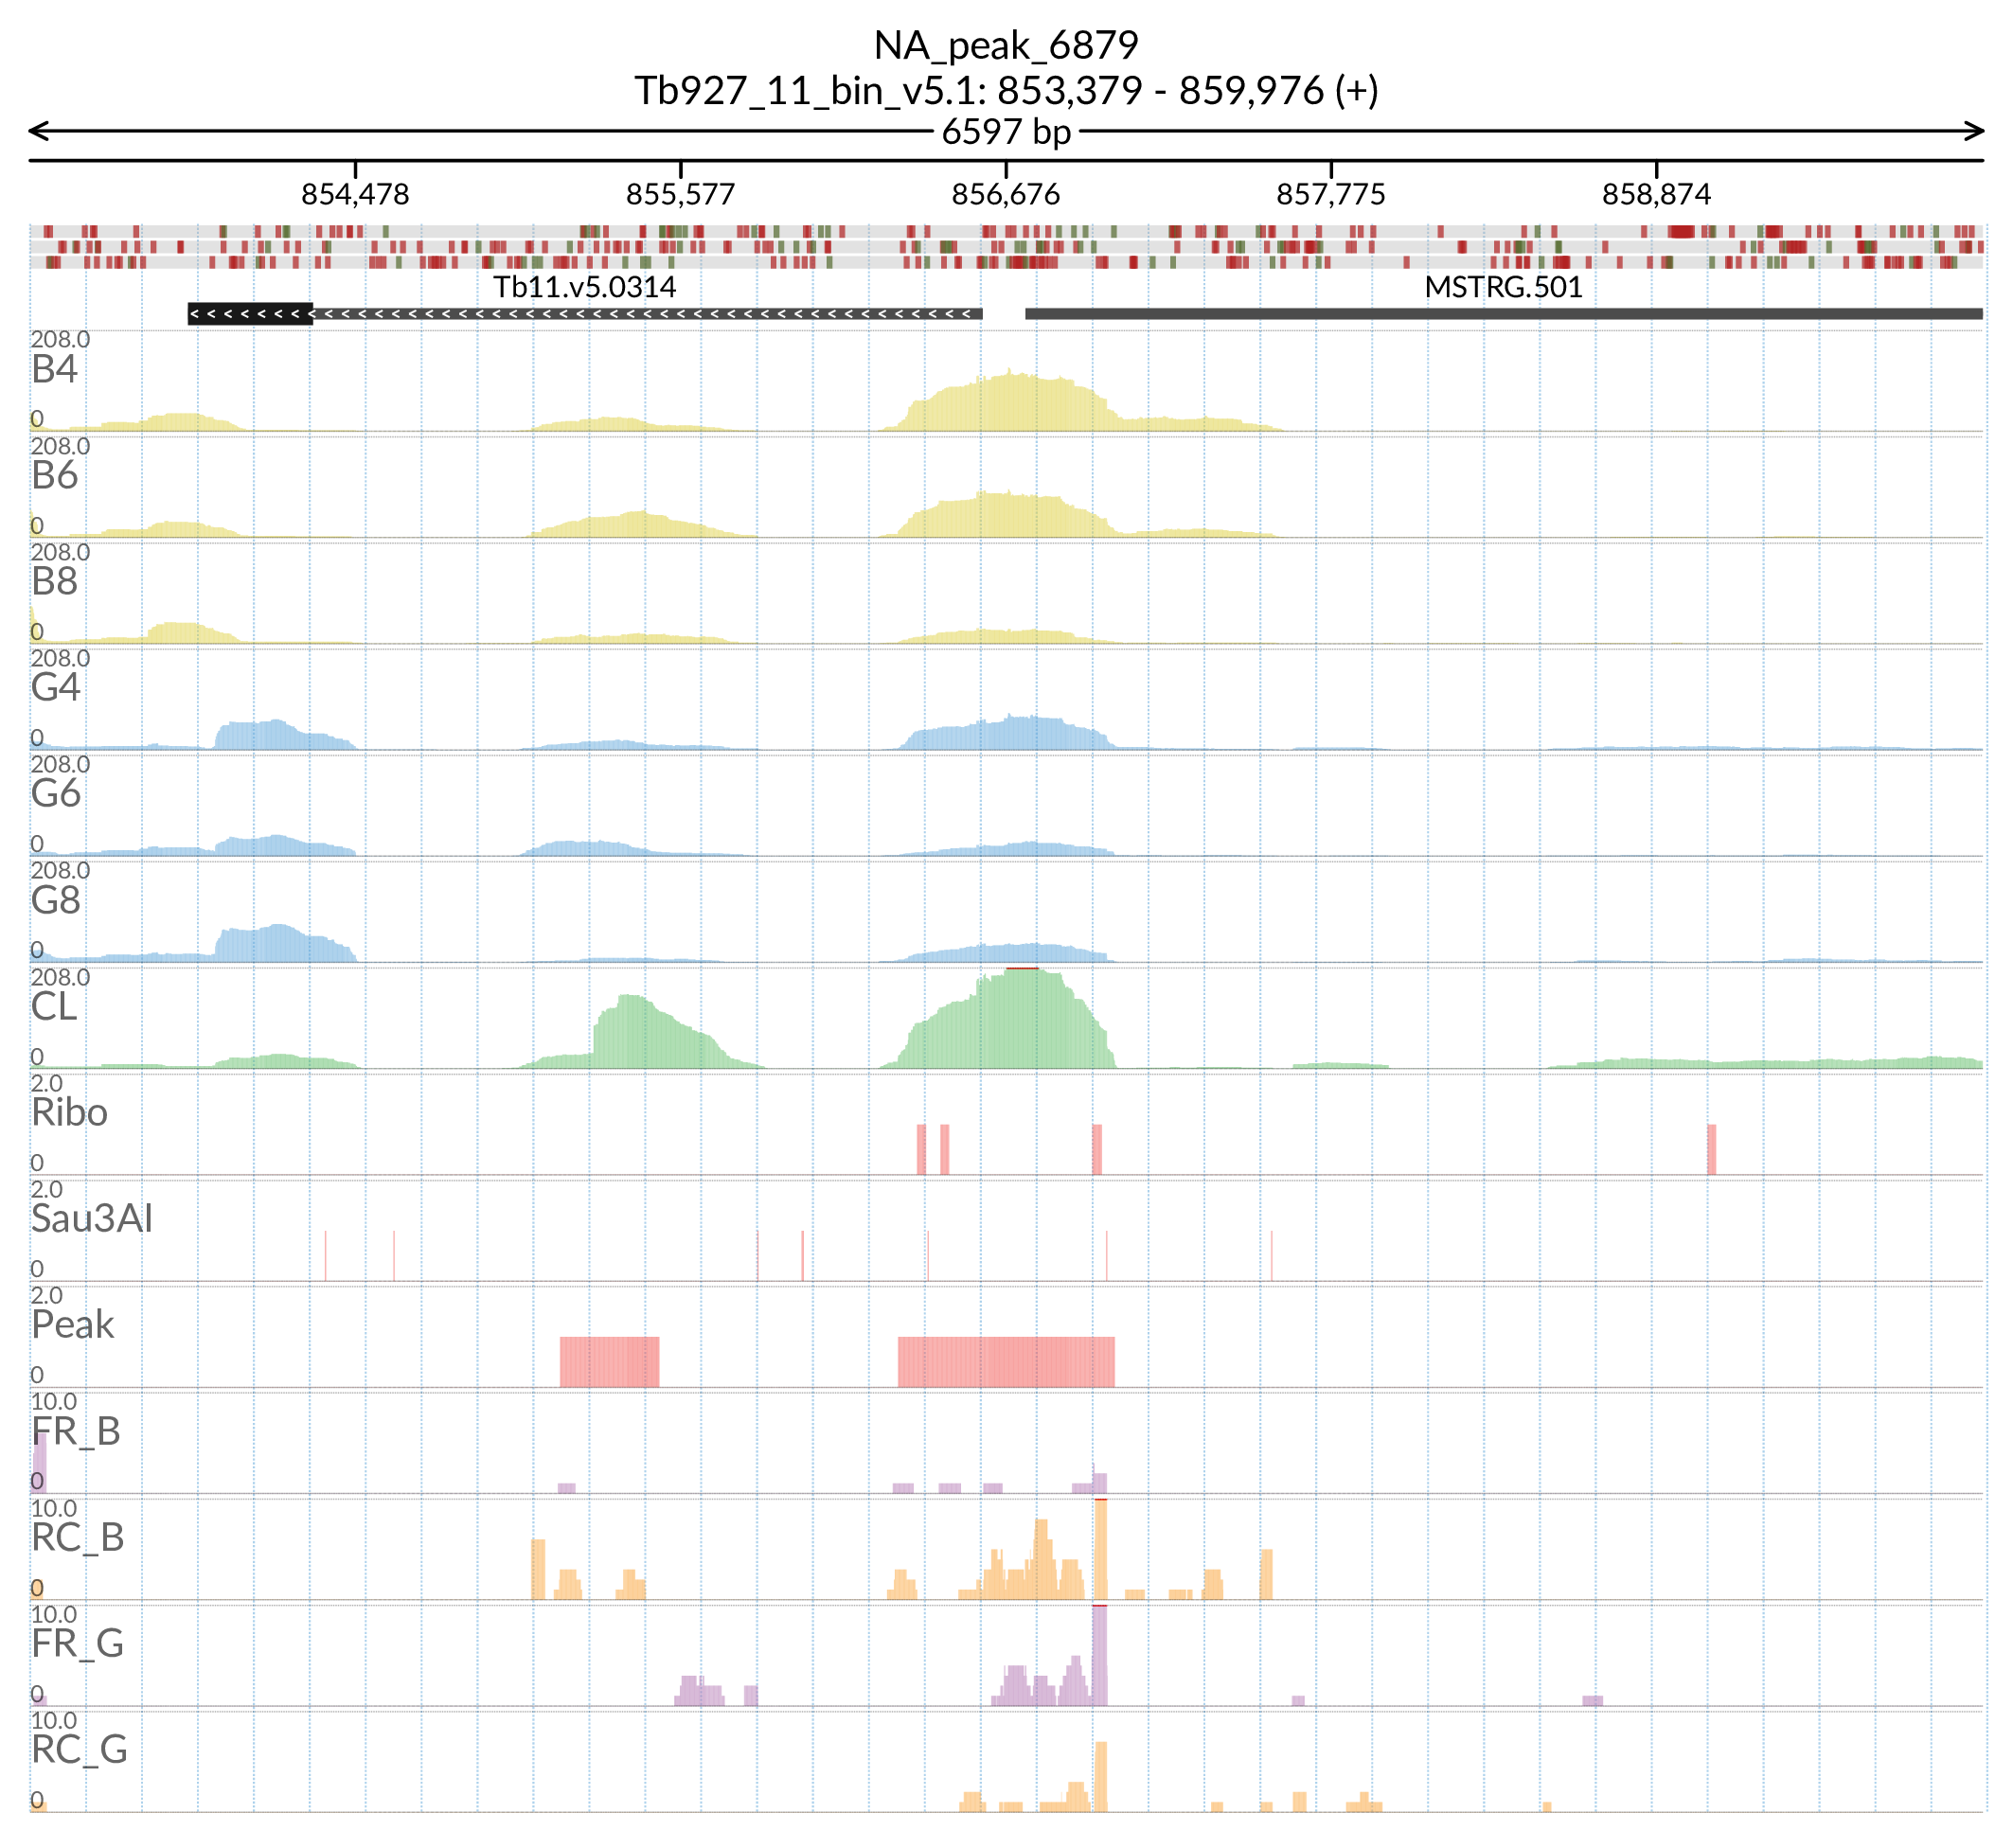 NA_peak_6879
Tb927_11_bin_v5.1: 853,379 - 859,976 (+)
6597 bp
854,478 855,577 856,676 857,775 858,874
Tb11.v5.0314 MSTRG.501
208.0
B4
0
208.0
B6
0
208.0
B8
0
208.0
G4
0
208.0
G6
0
208.0
G8
0
208.0
CL
0
2.0
Ribo
0
2.0
Sau3AI
0
2.0
Peak
0
10.0
FR_B
0
10.0
RC_B
0
10.0
FR_G
0
10.0
RC_G
0